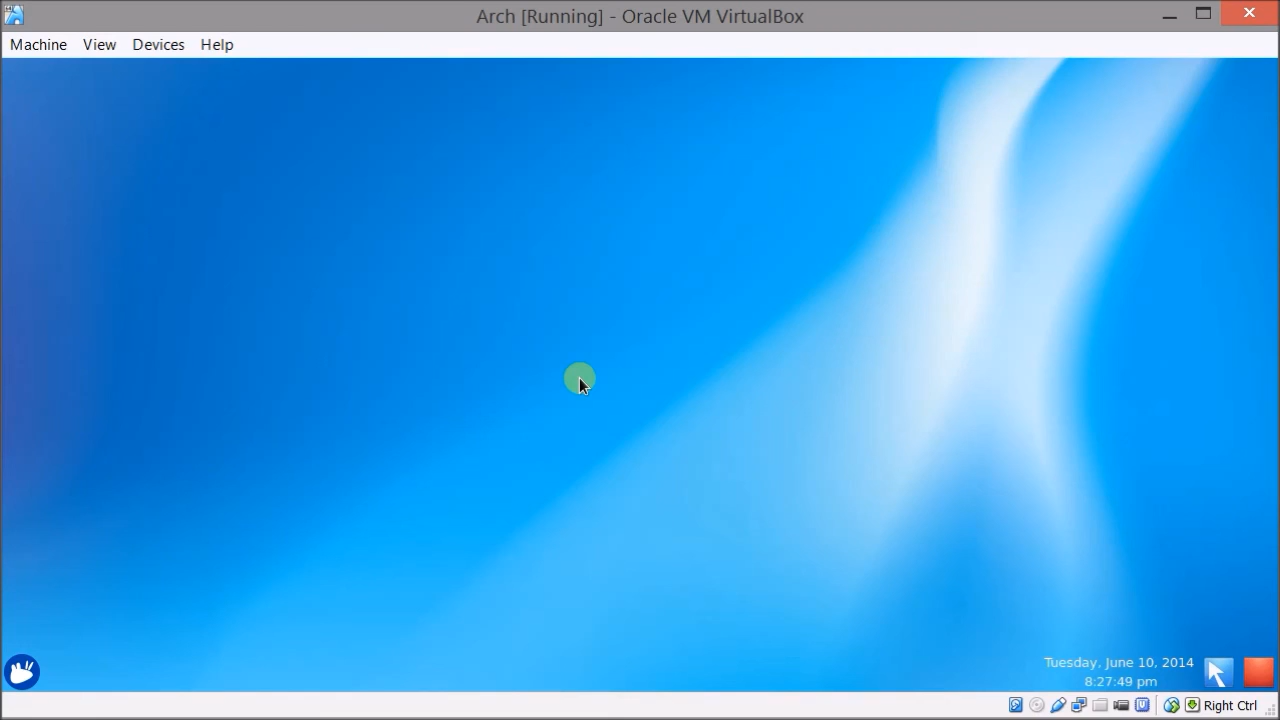 Arch [Running] - Oracle VM VirtualBox
Machine View Devices Help
Tuesday, June 10, 2014
8:27:49 pm
Right Ctrl